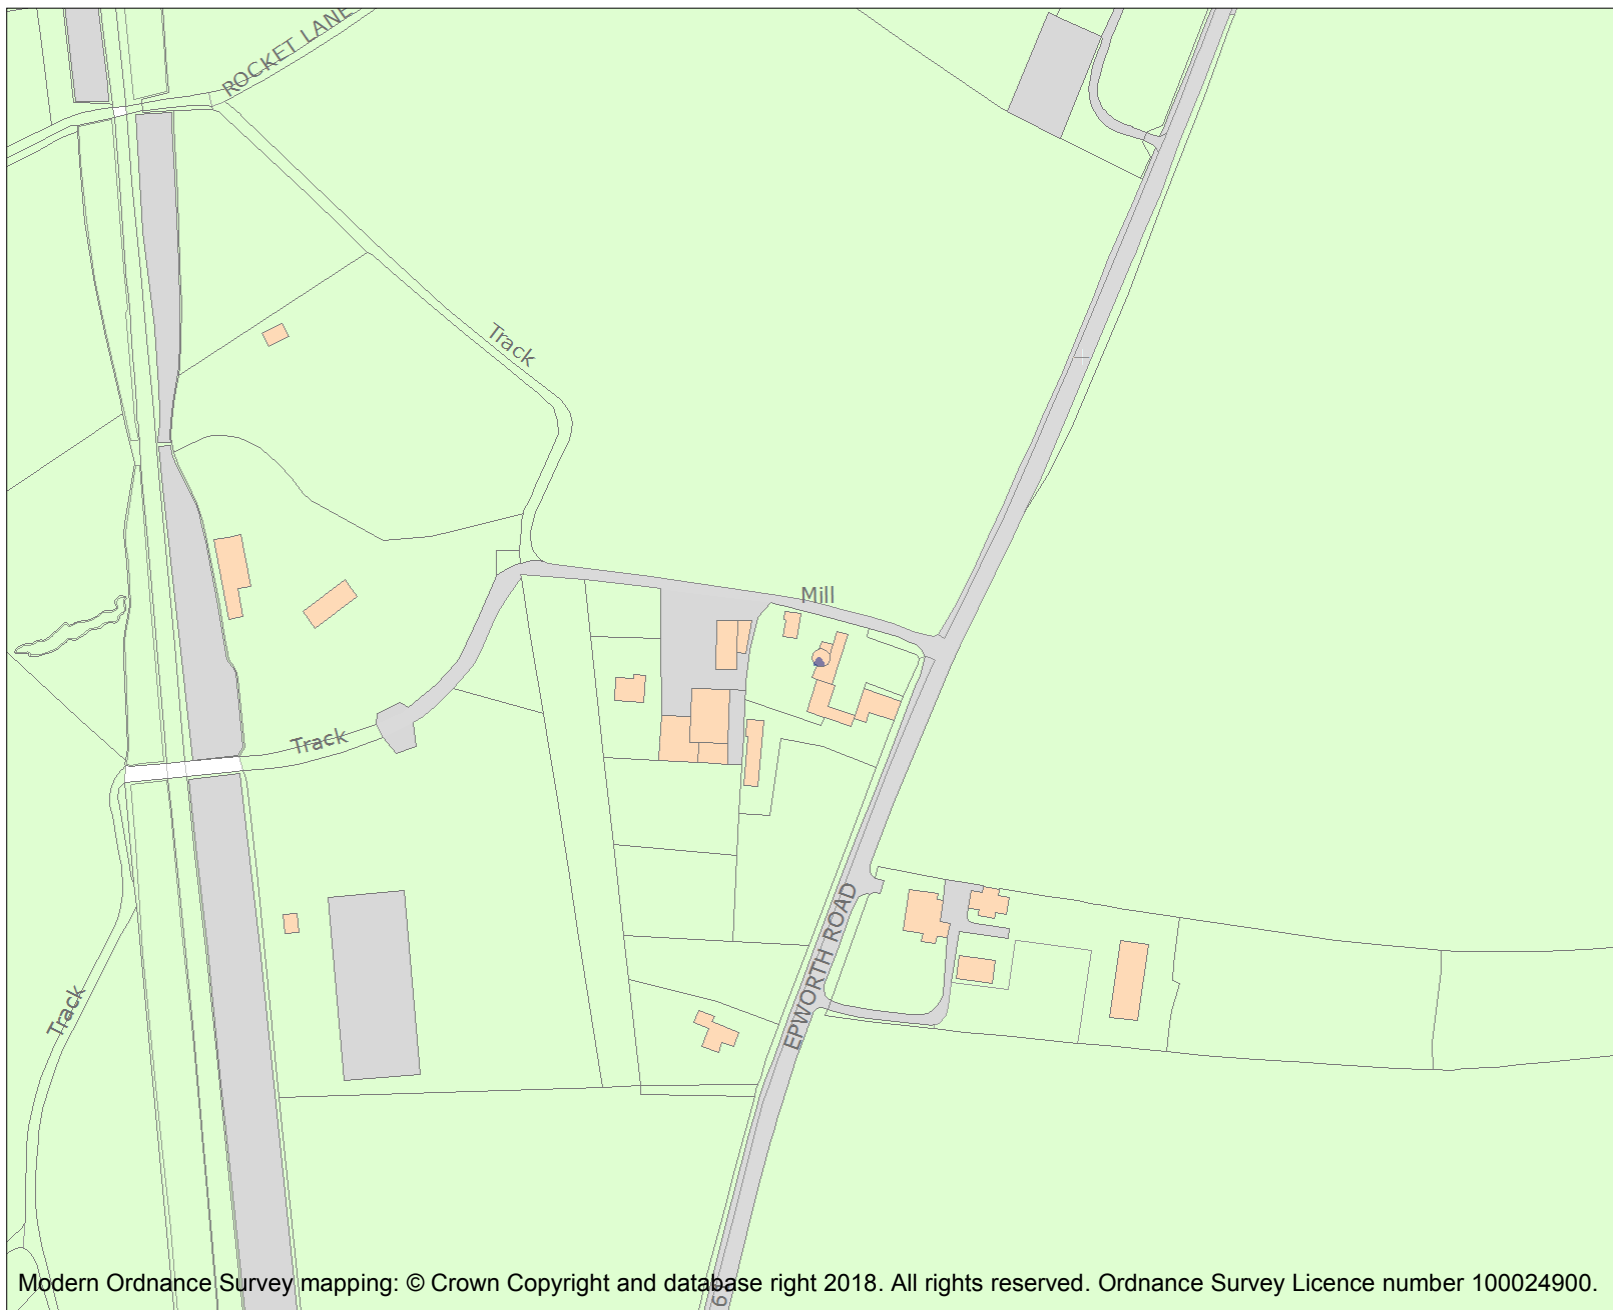 ROCKET LANE
Track
Mill
Track
EPWORTH ROAD
Track
Modern Ordnance Survey mapping: © Crown Copyright and database right 2018. All rights reserved. Ordnance Survey Licence number 100024900.